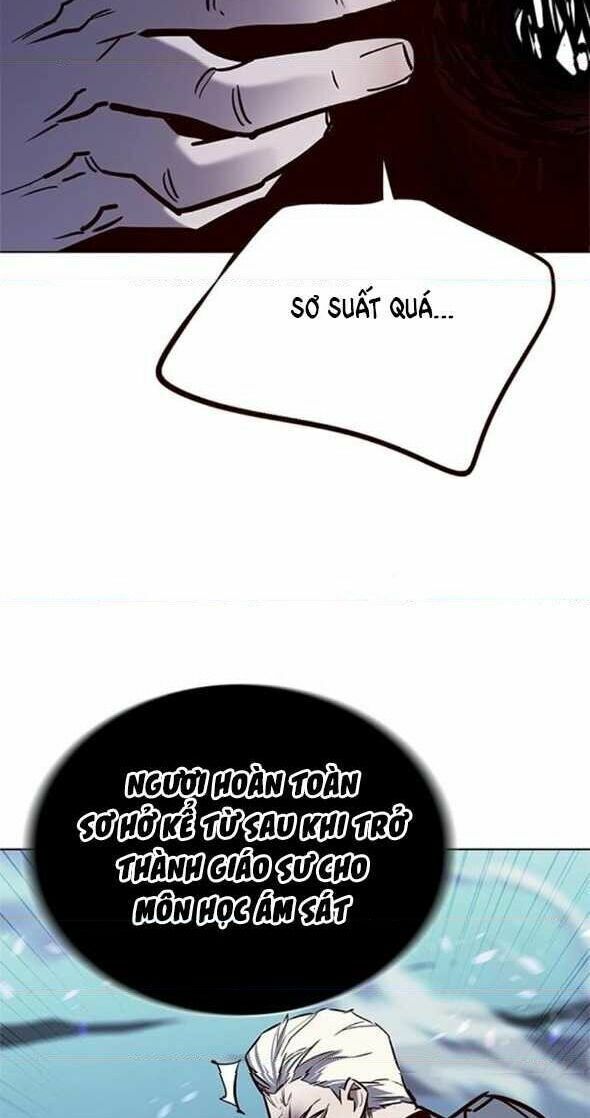 SƠ SUẤT QUÁ...
NGƯƠI HOÀN TOÀN
SƠ HỞ KỂ TỪ SAU KHI TRỞ
THÀNH GIÁO SƯ CHO
MÔN HỌC ÁM SÁT